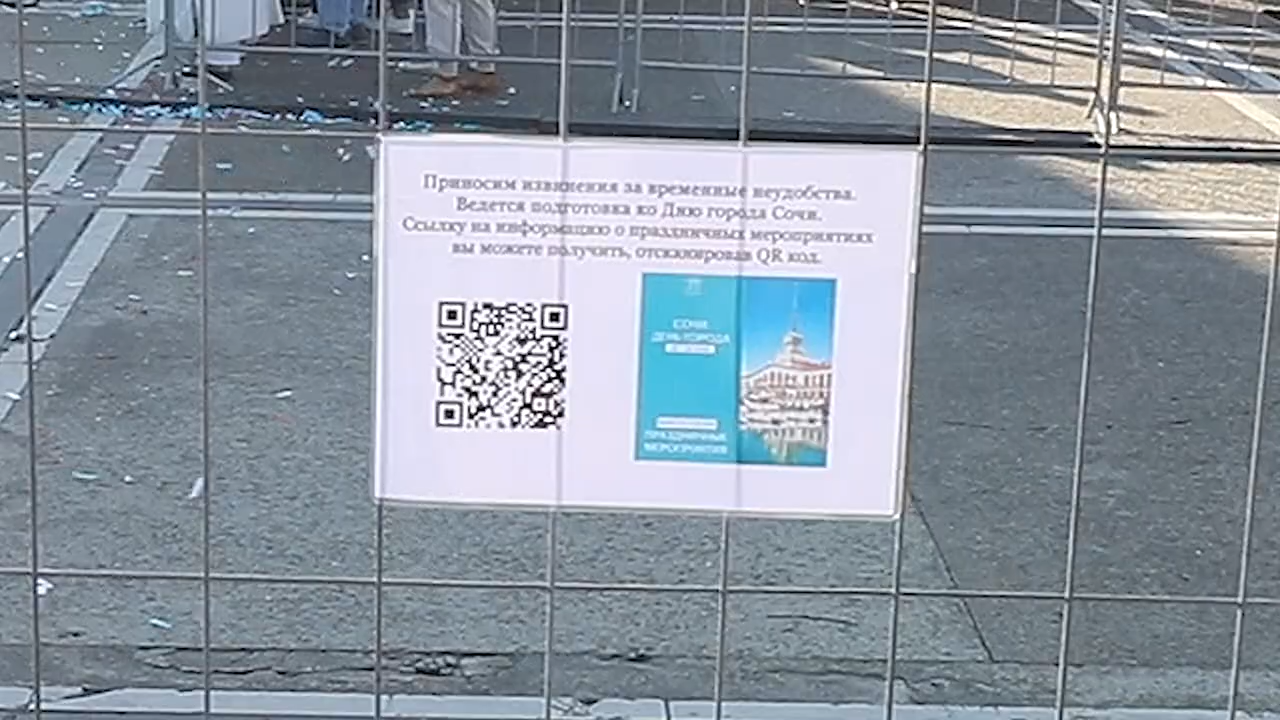 Приносим извинения за временные неудобства.
Ведется подготовка ко Дню города Сочи.
Ссылку на информацию о праздничных мероприятиях
вы можете получить, отсканировав QR код.
СОЧИ
ДЕНЬ ГОРОДА
ПРАЗДНИЧНЫЕ
МЕРОПРИЯТИЯ